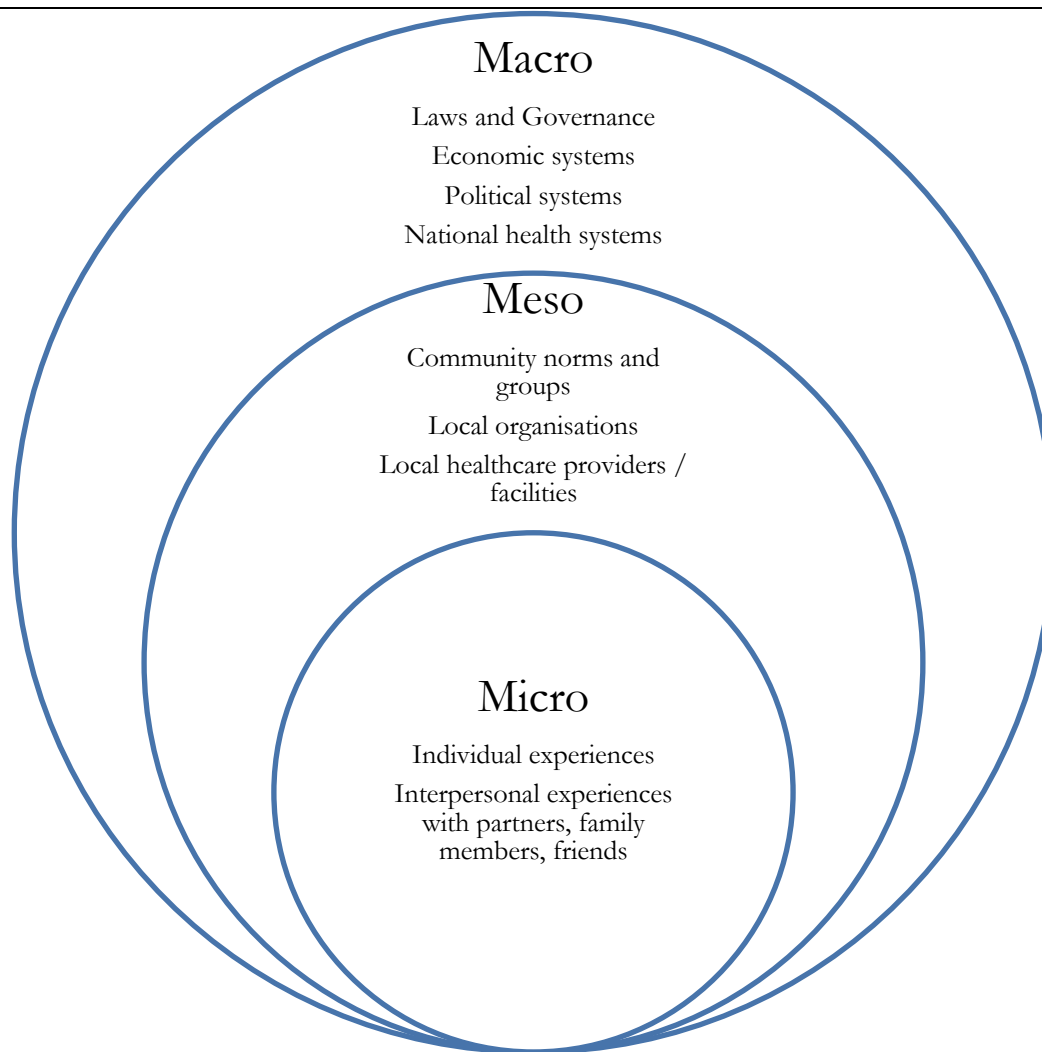 Macro
Laws and Governance
Economic systems
Political systems
National health systems
Meso
Community norms and
groups
Local organisations
Local healthcare providers /
facilities
Micro
Individual experiences
Interpersonal experiences
with partners, family
members, friends